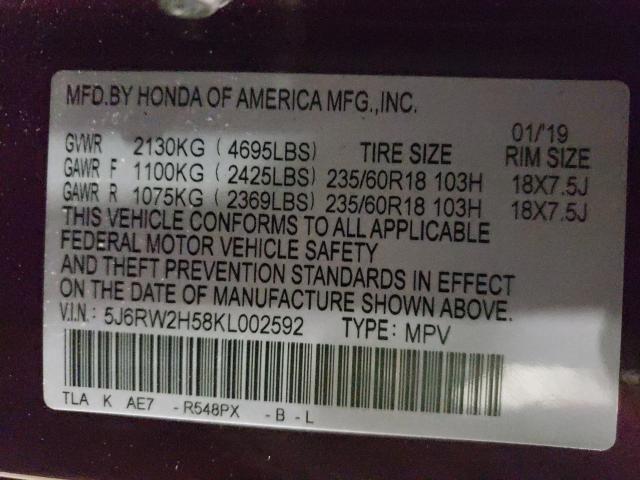 MFD.BY HONDA OF AMERICA MFG.,INC.
01/'19
GVWR 2130KG ( 4695LBS) TIRE SIZE RIM SIZE
GAWR F 1100KG ( 2425LBS) 235/60R18 103H 18X7.5J
GAWR R 1075KG ( 2369LBS) 235/60R18 103H 18X7.5J
THIS VEHICLE CONFORMS TO ALL APPLICABLE
FEDERAL MOTOR VEHICLE SAFETY
AND THEFT PREVENTION STANDARDS IN EFFECT
ON THE DATE OF MANUFACTURE SHOWN ABOVE.
V.I.N.: 5J6RW2H58KL002592 TYPE: MPV
TLA K AE7 -R548PX -B-L